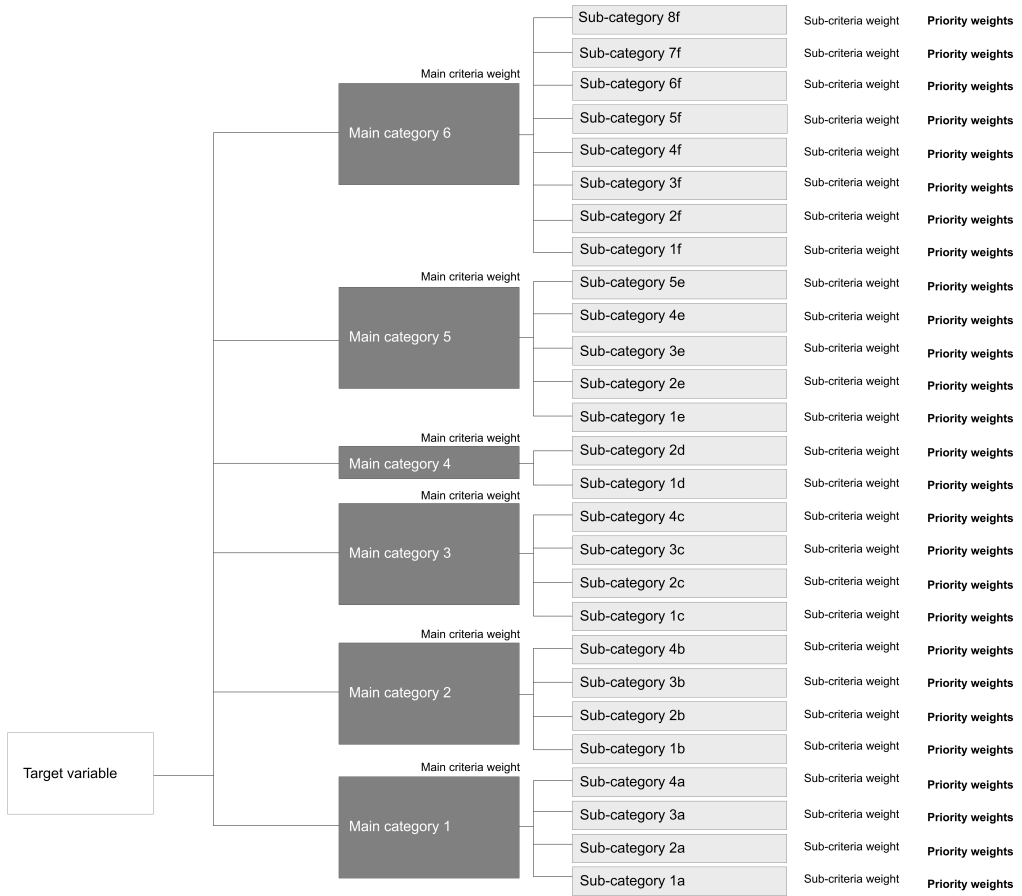 Sub-category 8f Sub-criteria weight Priority weights
Sub-category 7f Sub-criteria weight Priority weights
Main criteria weight
Sub-category 6f Sub-criteria weight Priority weights
Sub-category 5f Sub-criteria weight Priority weights
Main category 6
Sub-category 4f Sub-criteria weight Priority weights
Sub-category 3f Sub-criteria weight Priority weights
Sub-category 2f Sub-criteria weight Priority weights
Sub-category 1f Sub-criteria weight Priority weights
Main criteria weight
Sub-category 5e Sub-criteria weight Priority weights
Sub-category 4e Sub-criteria weight Priority weights
Main category 5
Sub-category 3e Sub-criteria weight Priority weights
Sub-category 2e Sub-criteria weight Priority weights
Sub-category 1e Sub-criteria weight Priority weights
Main criteria weight
Sub-category 2d Sub-criteria weight Priority weights
Main category 4
Sub-category 1d Sub-criteria weight Priority weights
Main criteria weight
Sub-category 4c Sub-criteria weight Priority weights
Sub-category 3c Sub-criteria weight Priority weights
Main category 3
Sub-category 2c Sub-criteria weight Priority weights
Sub-category 1c Sub-criteria weight Priority weights
Main criteria weight
Sub-category 4b Sub-criteria weight Priority weights
Sub-category 3b Sub-criteria weight Priority weights
Main category 2
Sub-category 2b Sub-criteria weight Priority weights
Sub-category 1b Sub-criteria weight Priority weights
Main criteria weight
Target variable
Sub-category 4a Sub-criteria weight Priority weights
Sub-category 3a Sub-criteria weight Priority weights
Main category 1
Sub-category 2a Sub-criteria weight Priority weights
Sub-category 1a Sub-criteria weight Priority weights